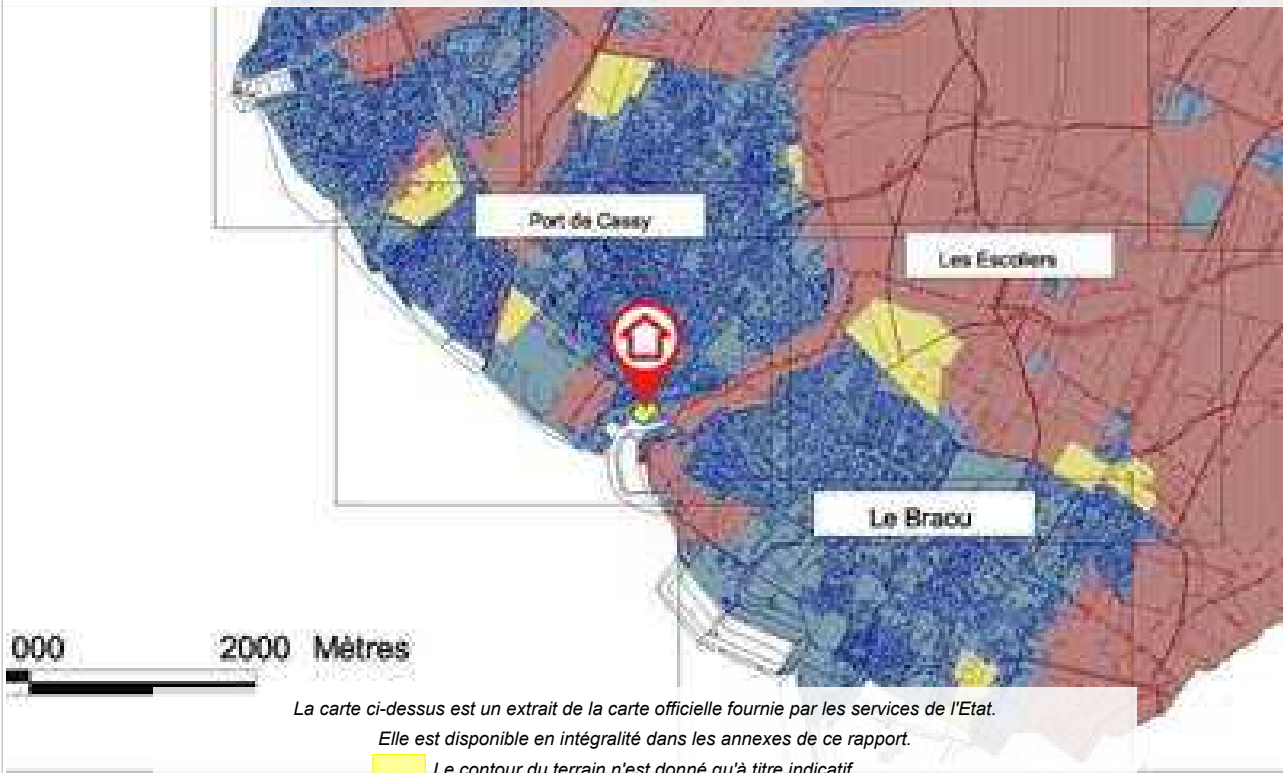 Port de Cassy
Les Escoliers
Le Braou
000 2000 Mètres
La carte ci-dessus est un extrait de la carte officielle fournie par les services de l'Etat.
Elle est disponible en intégralité dans les annexes de ce rapport.
Le contour du terrain n'est donné qu'à titre indicatif.